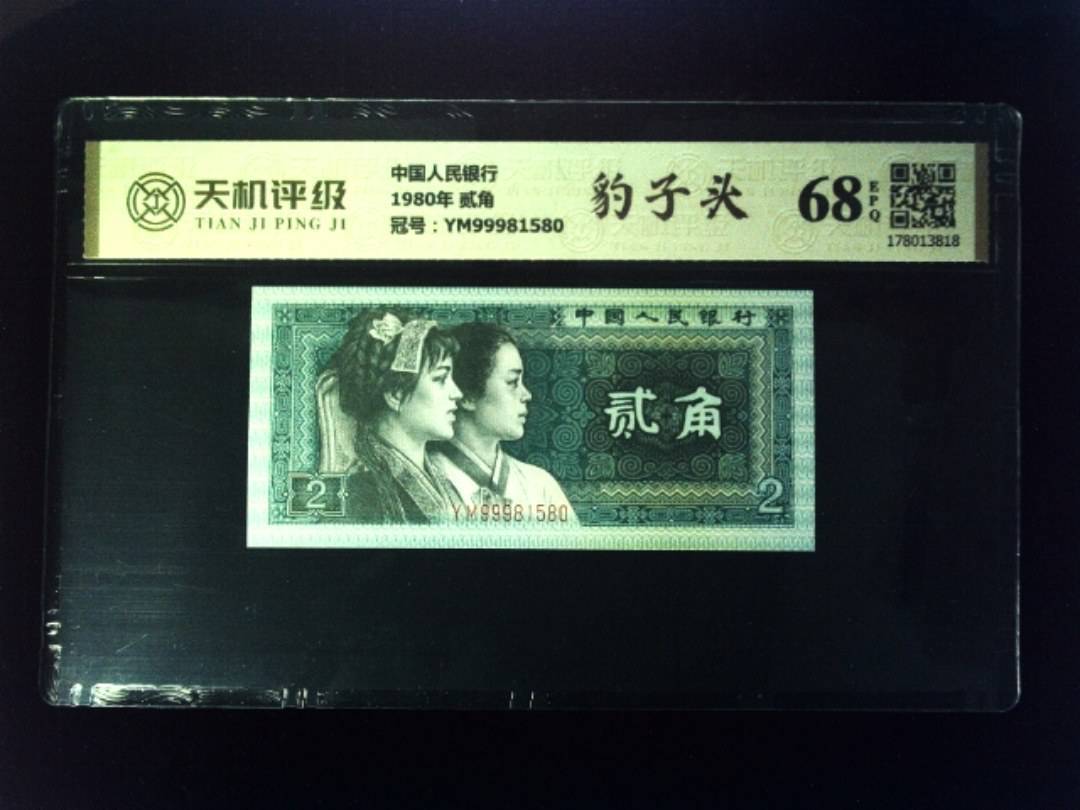 天机评级
TIAN JI PING JI
中国人民银行
1980年 贰角
冠号：YM99981580
豹子头
68
EPQ
178013818
中国人民银行
贰角
2
2
YM99981580